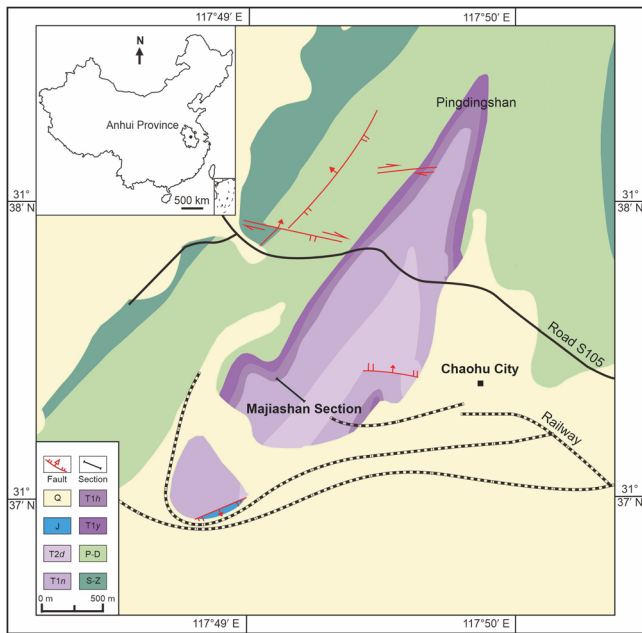 117°49′ E
117°50′ E
N
Anhui Province
500 km
Pingdingshan
31°
38′ N
31°
38′ N
Road S105
Chaohu City
Majiashan Section
Railway
Fault
Section
Q
T1h
J
T1y
T2d
P-D
T1n
S-Z
0 m
500 m
31°
37′ N
31°
37′ N
117°49′ E
117°50′ E